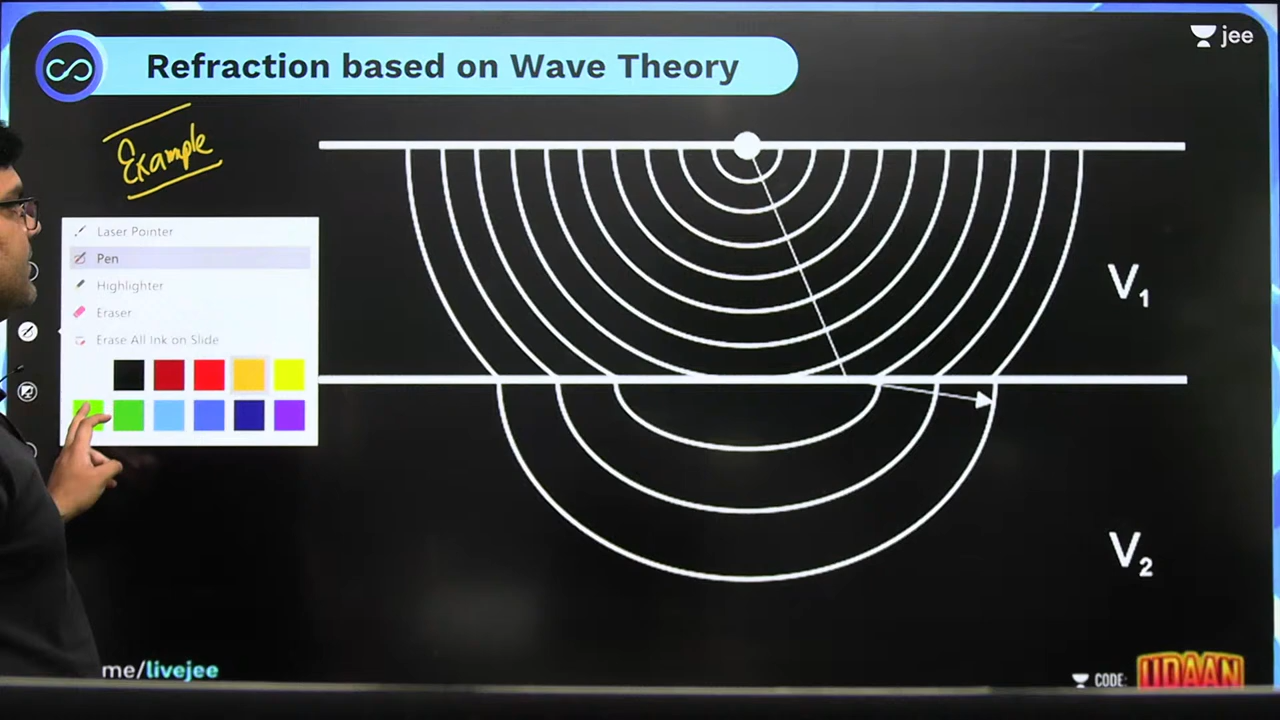 jee
Refraction based on Wave Theory
Example
Laser Pointer
Pen
Highlighter
Eraser
Erase All Ink on Slide
V1
V2
me/livejee
CODE: UDAAN